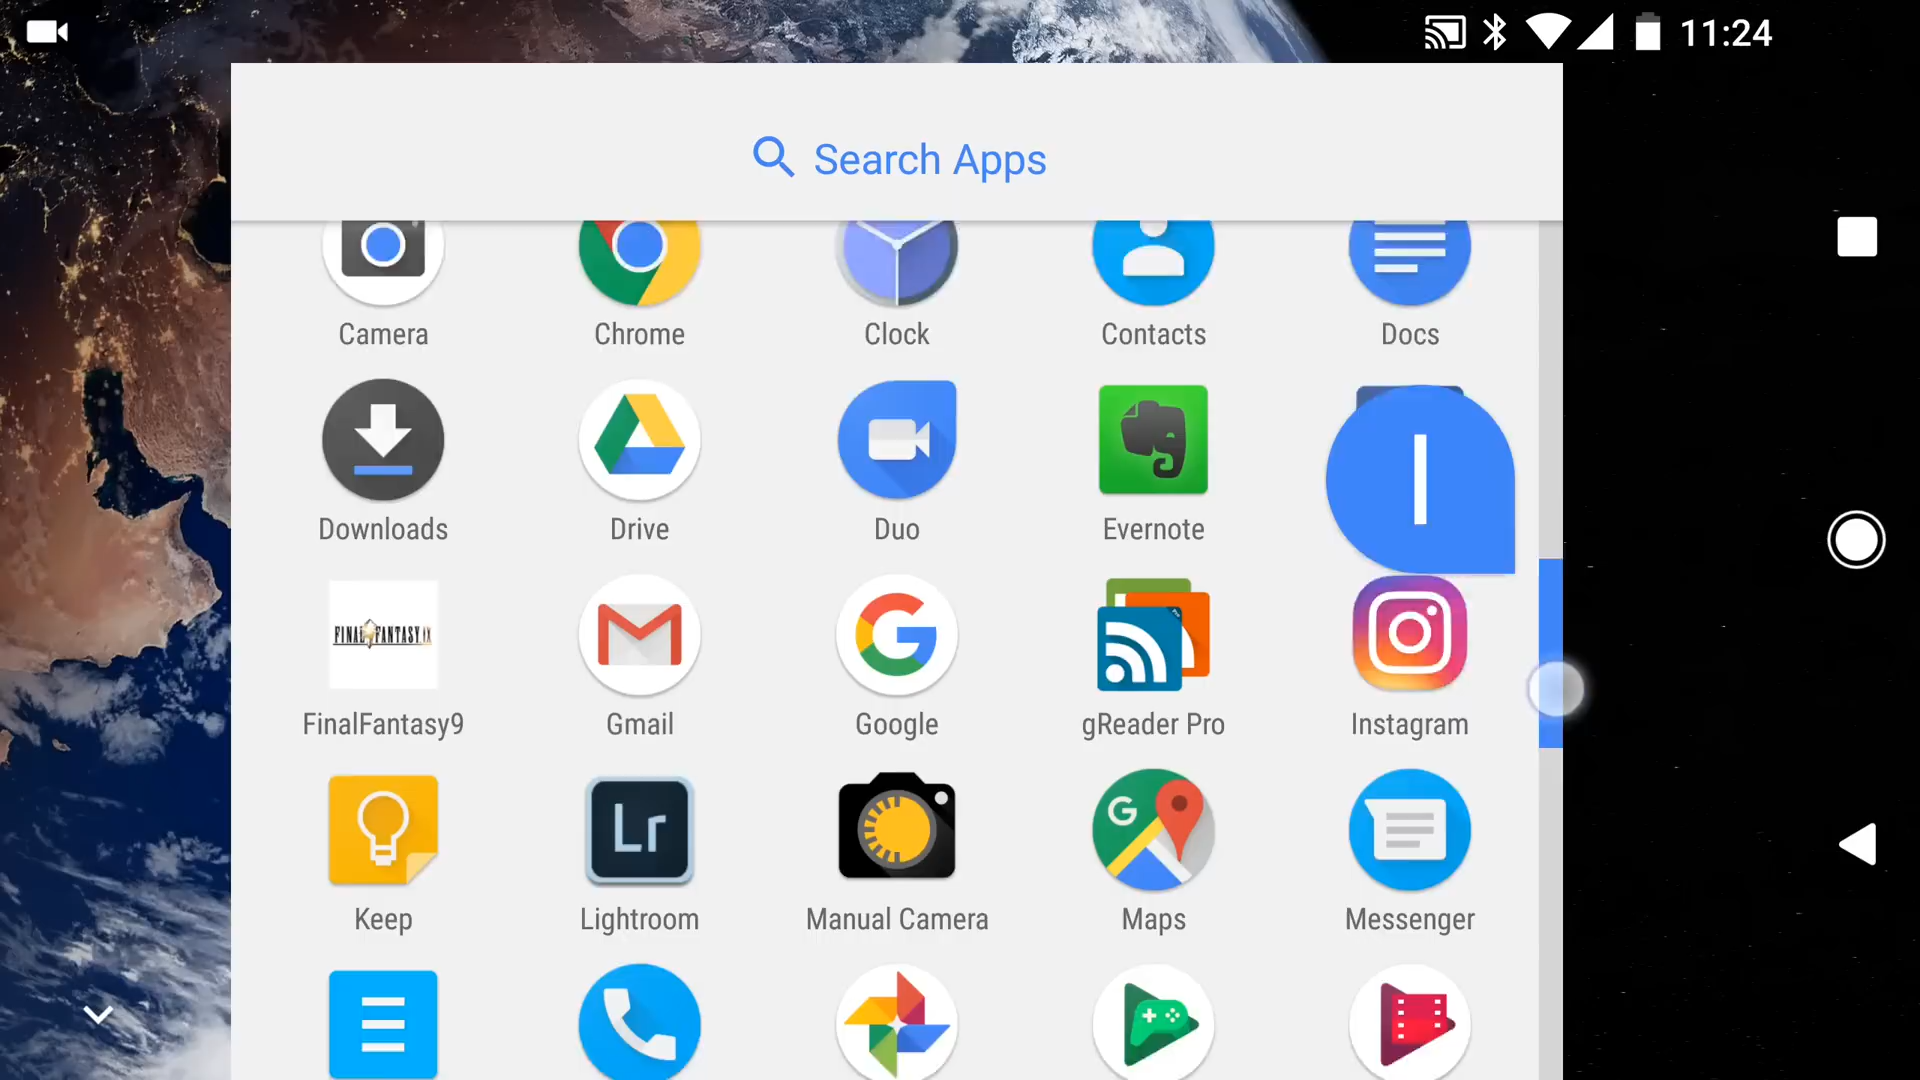 11:24
Search Apps
Camera
Chrome
Clock
Contacts
Docs
Downloads
Drive
Duo
Evernote
I
FINAL FANTASY IX
FinalFantasy9
Gmail
G
Google
gReader Pro
Instagram
Keep
Lr
Lightroom
Manual Camera
G
Maps
Messenger